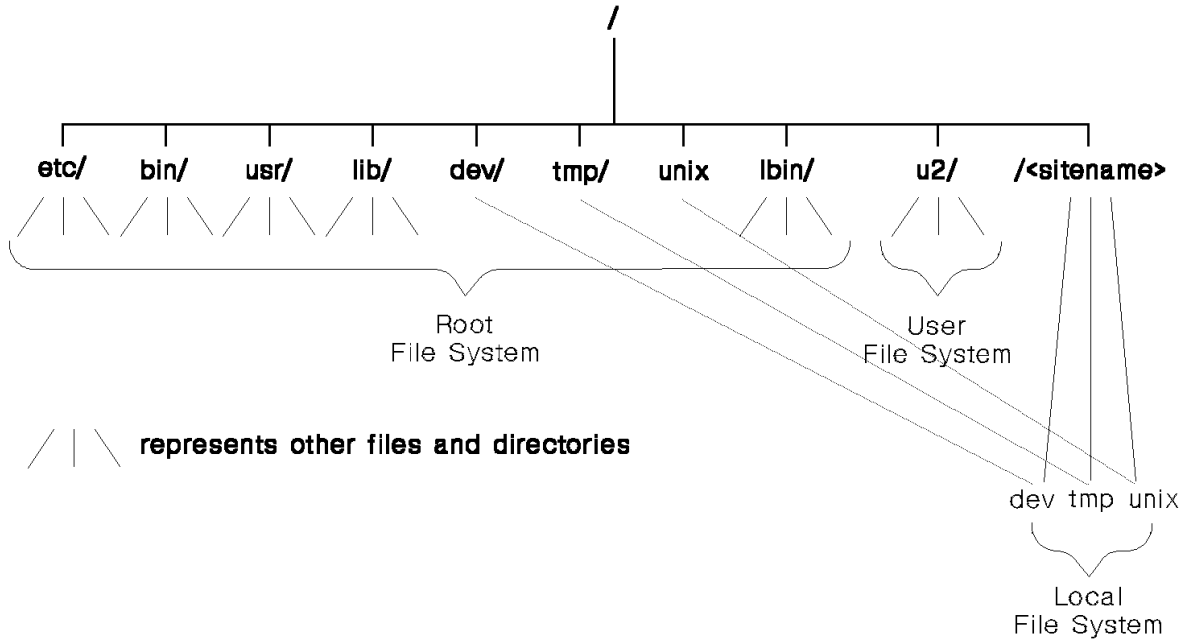 /
etc/ bin/ usr/ lib/ dev/ tmp/ unix lbin/ u2/ /<sitename>
Root
File System
User
File System
represents other files and directories
dev tmp unix
Local
File System